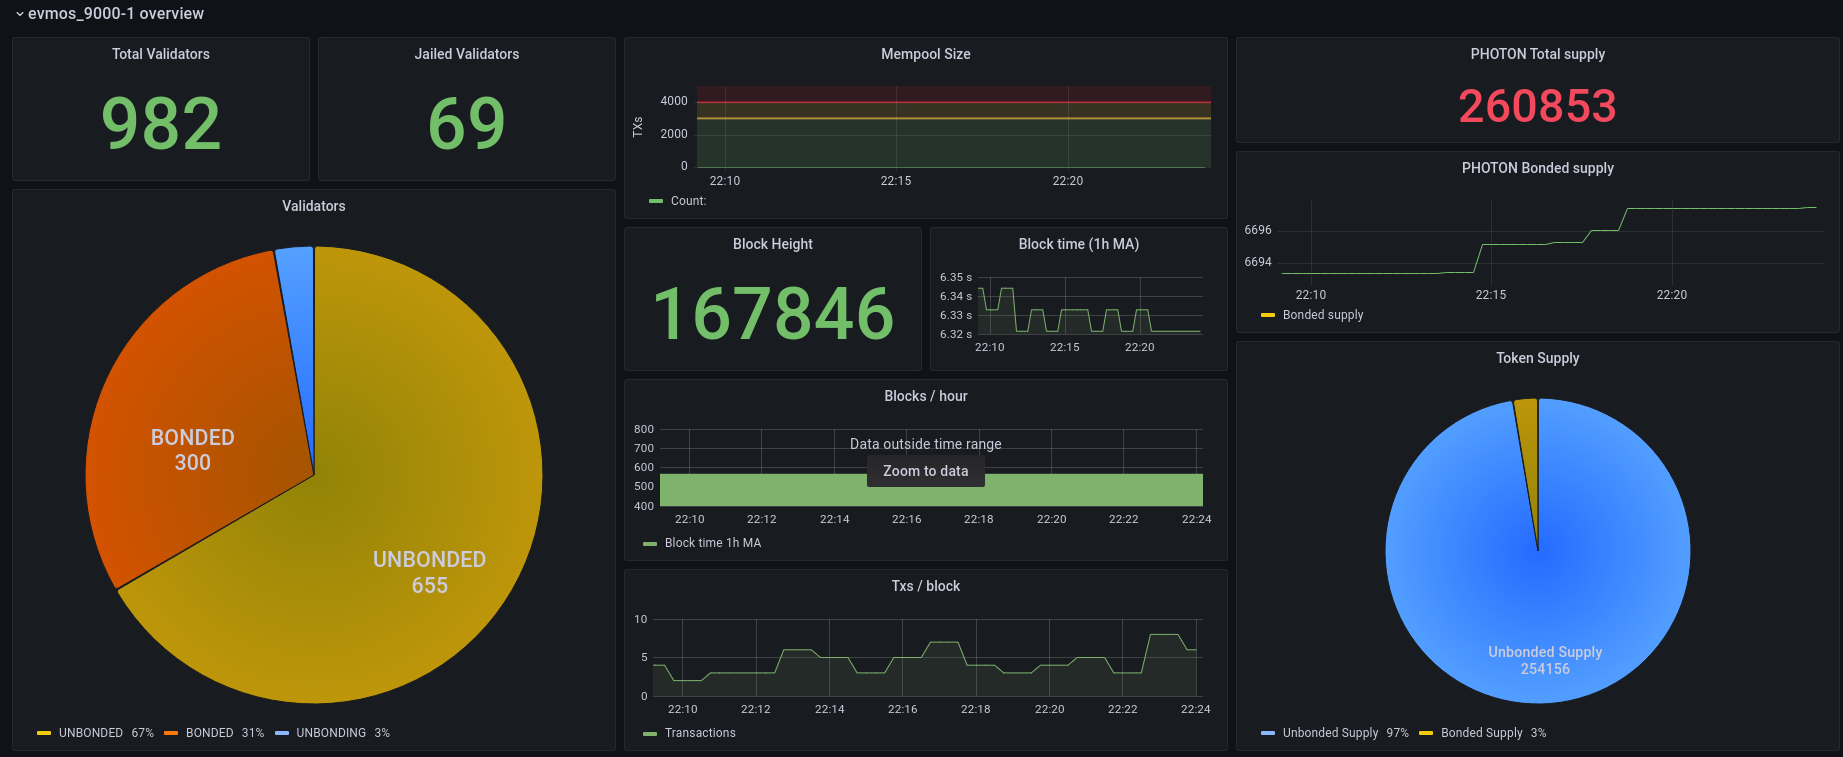 evmos_9000-1 overview
Total Validators
982
Jailed Validators
69
Validators
BONDED
300
UNBONDED
655
UNBONDED 67% BONDED 31% UNBONDING 3%
Mempool Size
TXs
4000
2000
0
22:10 22:15 22:20
Count:
Block Height
167846
Block time (1h MA)
6.35 s
6.34 s
6.33 s
6.32 s
22:10 22:15 22:20
Blocks / hour
800
700
600
500
400
Data outside time range
Zoom to data
22:10 22:12 22:14 22:16 22:18 22:20 22:22 22:24
Block time 1h MA
Txs / block
10
5
0
22:10 22:12 22:14 22:16 22:18 22:20 22:22 22:24
Transactions
PHOTON Total supply
260853
PHOTON Bonded supply
6696
6694
22:10 22:15 22:20
Bonded supply
Token Supply
Unbonded Supply
254156
Unbonded Supply 97% Bonded Supply 3%